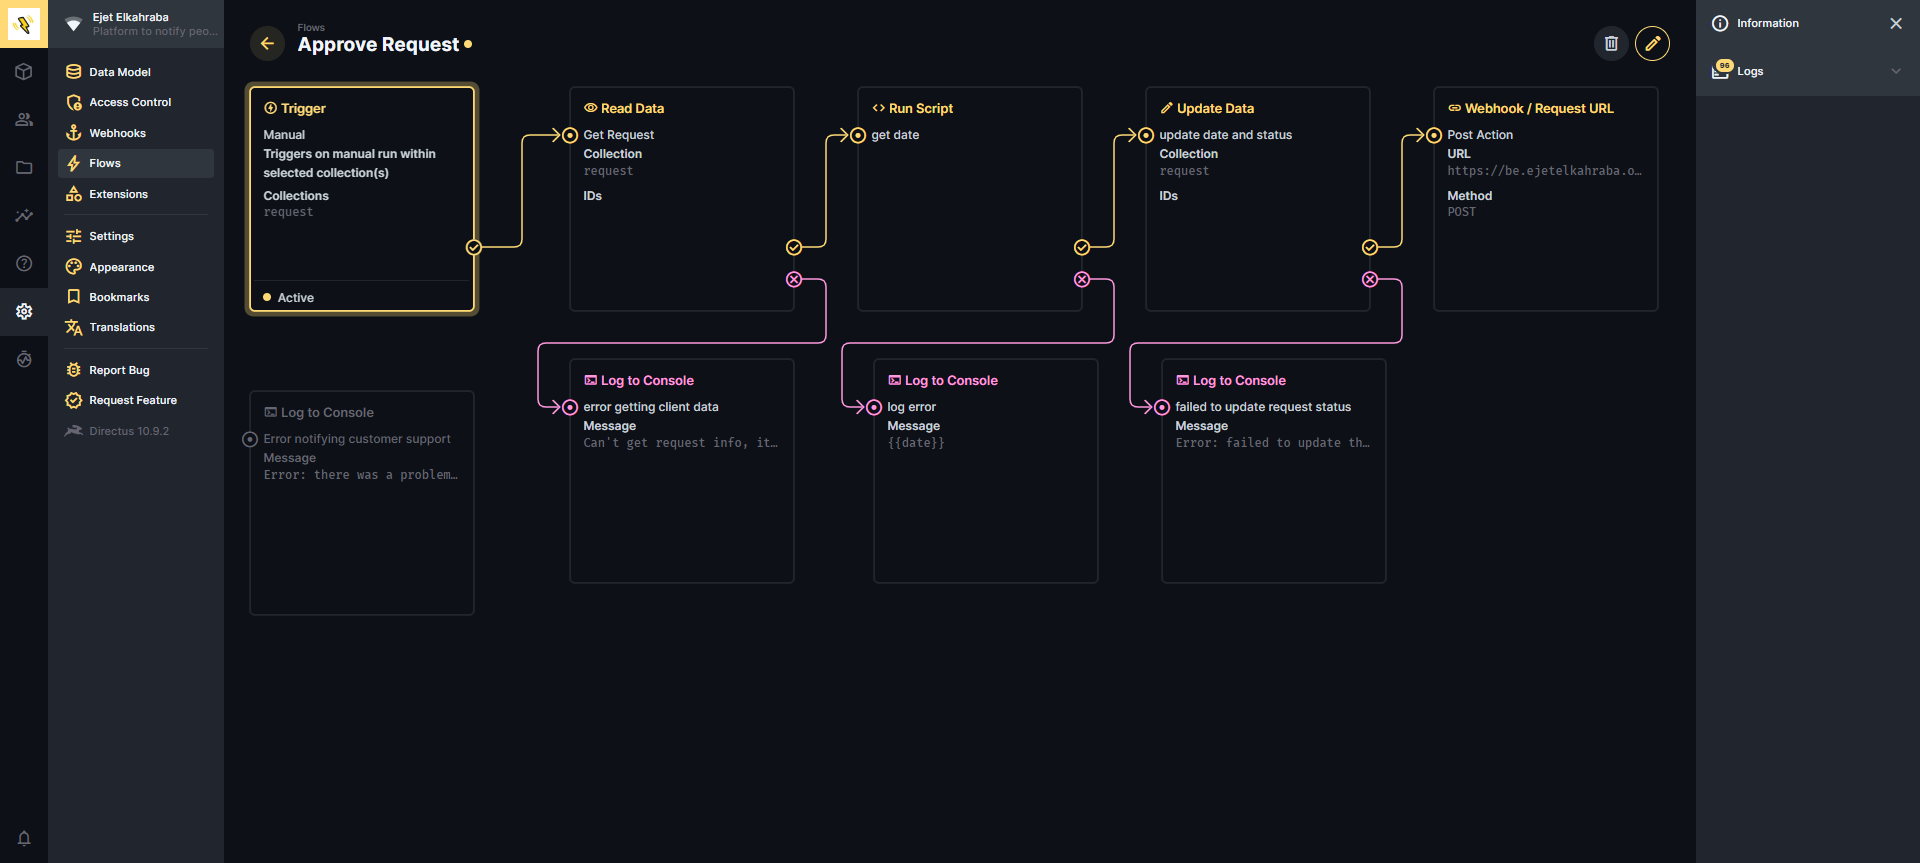 Ejet Elkahraba
Platform to notify peo...
Data Model
Access Control
Webhooks
Flows
Extensions
Settings
Appearance
Bookmarks
Translations
Report Bug
Request Feature
Directus 10.9.2
Flows
Approve Request
Trigger
Manual
Triggers on manual run within
selected collection(s)
Collections
request
Active
Read Data
Get Request
Collection
request
IDs
Run Script
get date
Update Data
update date and status
Collection
request
IDs
Webhook / Request URL
Post Action
URL
https://be.ejetelkahraba.o...
Method
POST
Log to Console
Error notifying customer support
Message
Error: there was a problem...
Log to Console
error getting client data
Message
Can't get request info, it...
Log to Console
log error
Message
{{date}}
Log to Console
failed to update request status
Message
Error: failed to update th...
Information
96
Logs